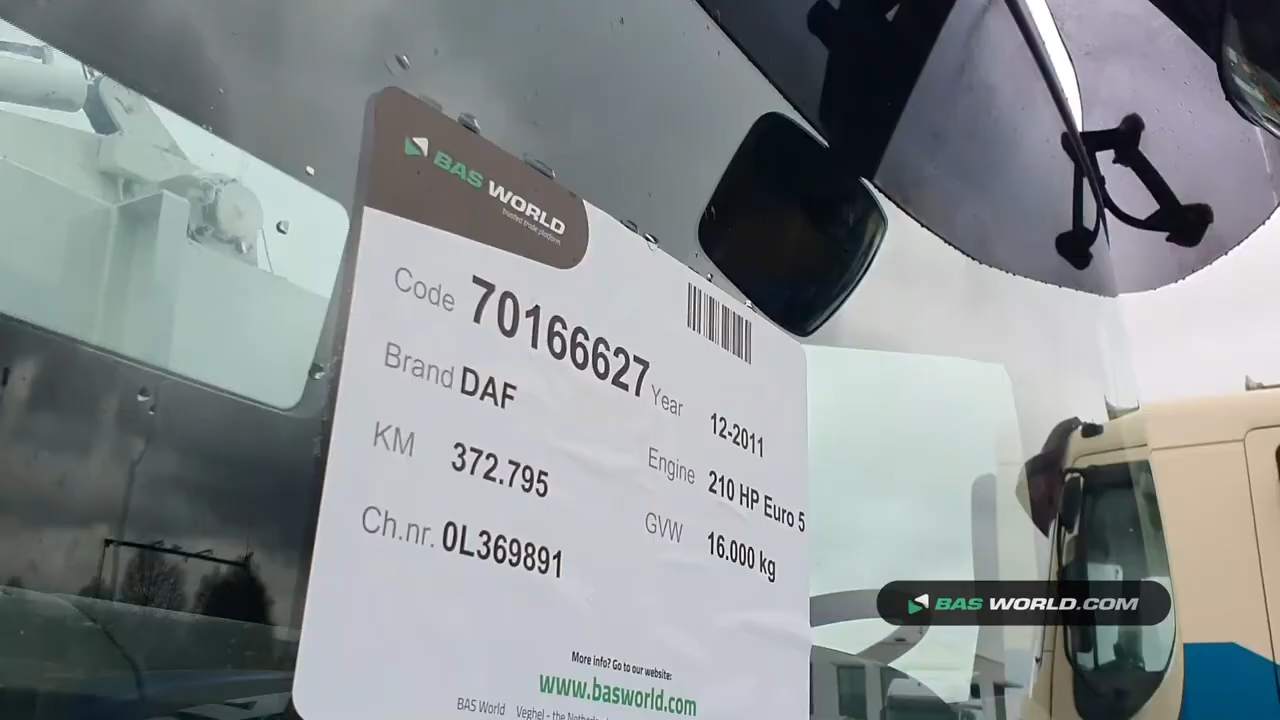 BAS WORLD
trusted trade platform
Code 70166627
Brand DAF
KM 372.795
Ch.nr. 0L369891
Year 12-2011
Engine 210 HP Euro 5
GVW 16.000 kg
More info? Go to our website:
www.basworld.com
BAS World Veghel - the
BAS WORLD.COM